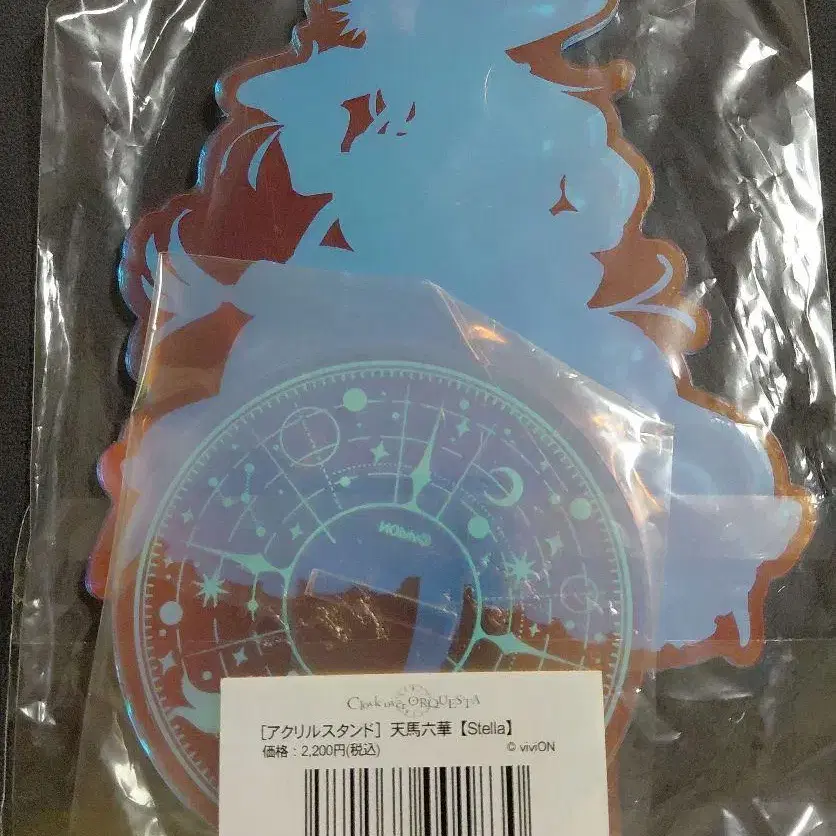 ©viviON
Clock over ORQUESTA
[アクリルスタンド] 天馬六華【Stella】
価格：2,200円(税込)
© viviON